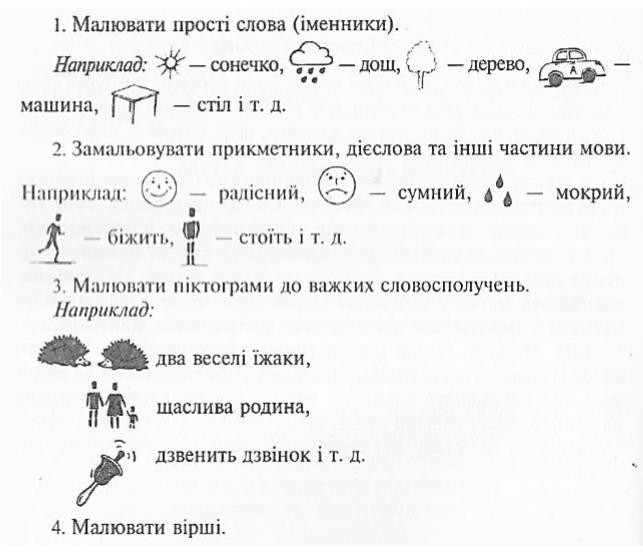 1. Малювати прості слова (іменники).
Наприклад: — сонечко, — дощ, — дерево, А —
машина, — стіл і т. д.
2. Замальовувати прикметники, дієслова та інші частини мови.
Наприклад: — радісний, — сумний, — мокрий,
— біжить, — стоїть і т. д.
3. Малювати піктограми до важких словосполучень.
Наприклад:
два веселі їжаки,
щаслива родина,
дзвенить дзвінок і т. д.
4. Малювати вірші.